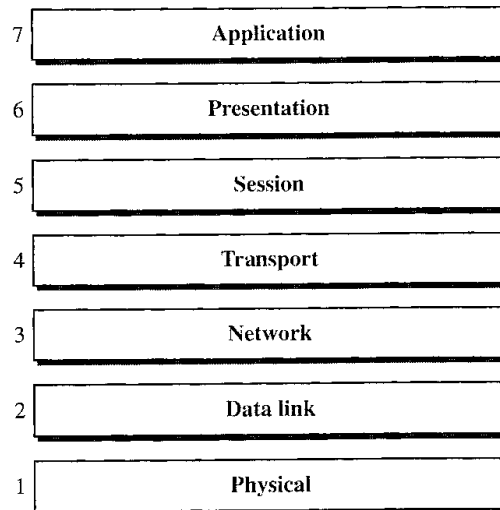 7 Application
6 Presentation
5 Session
4 Transport
3 Network
2 Data link
1 Physical